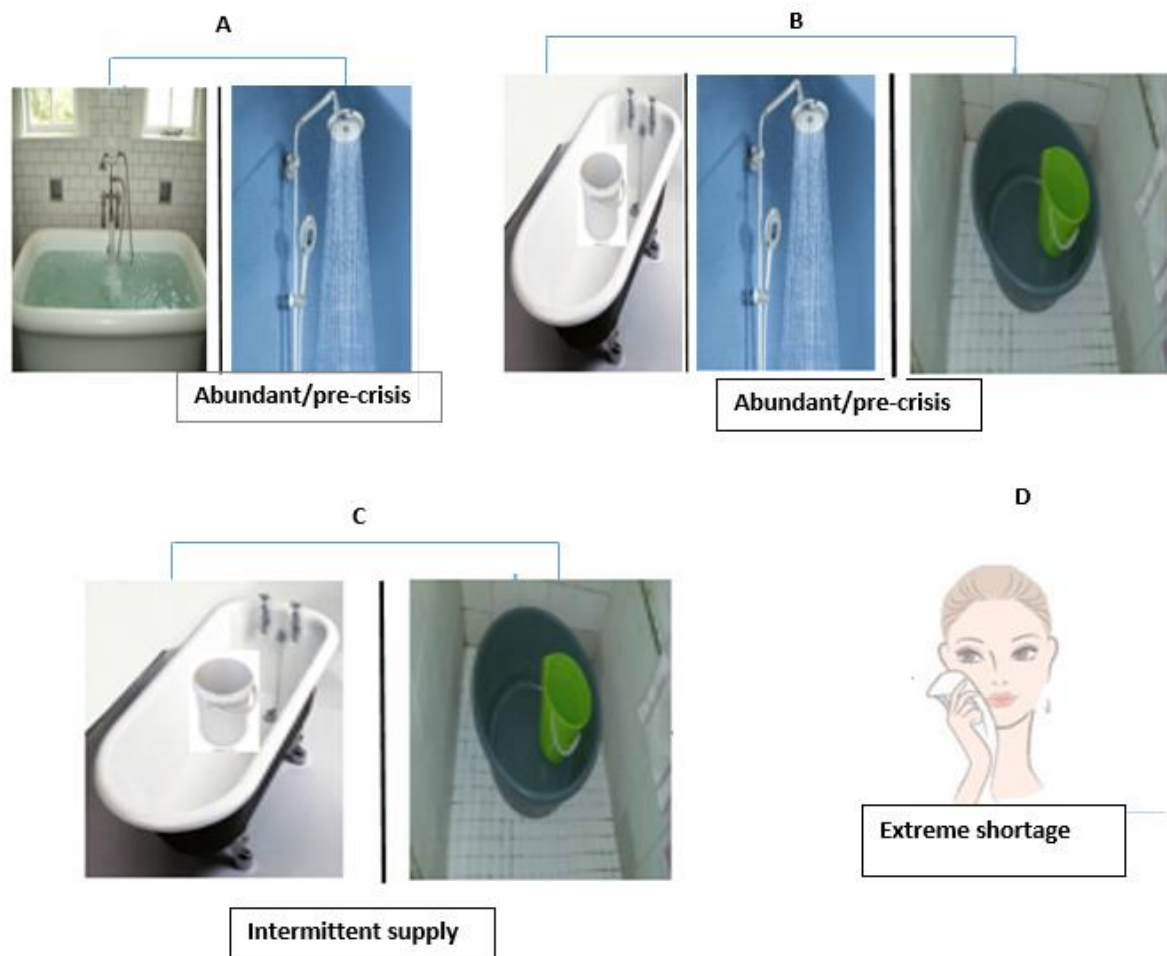 A
B
Abundant/pre-crisis
Abundant/pre-crisis
C
D
Extreme shortage
Intermittent supply